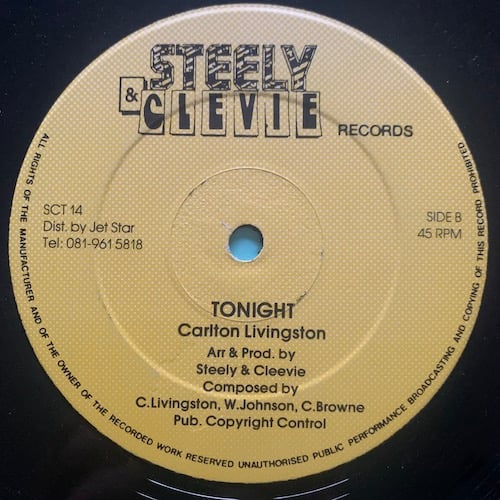 STEELY
& CLEVIE
RECORDS
SCT 14
Dist. by Jet Star
Tel: 081-961 5818
SIDE B
45 RPM
TONIGHT
Carlton Livingston
Arr & Prod. by
Steely & Cleevie
Composed by
C.Livingston, W.Johnson, C.Browne
Pub. Copyright Control
ALL RIGHTS OF THE MANUFACTURER AND OF THE OWNER OF THE RECORDED WORK RESERVED UNAUTHORISED PUBLIC PERFORMANCE BROADCASTING AND COPYING OF THIS RECORD PROHIBITED